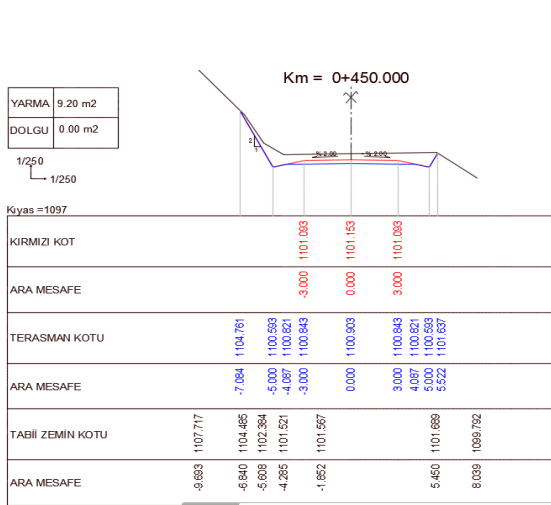 Km = 0+450.000
YARMA 9.20 m2
DOLGU 0.00 m2
1/250
1/250
2
1
%-2.00 %-2.00
Kıyas =1097
KIRMIZI KOT 1101.093 1101.153 1101.093
ARA MESAFE -3.000 0.000 3.000
TERASMAN KOTU 1104.761 1100.593 1100.821 1100.843 1100.903 1100.843 1100.821 1100.593 1101.637
ARA MESAFE -7.084 -5.000 -4.087 -3.000 0.000 3.000 4.087 5.000 5.522
TABİİ ZEMİN KOTU 1107.717 1104.485 1102.384 1101.521 1101.567 1101.689 1099.792
ARA MESAFE -9.693 -6.840 -5.608 -4.285 -1.852 5.450 8.039